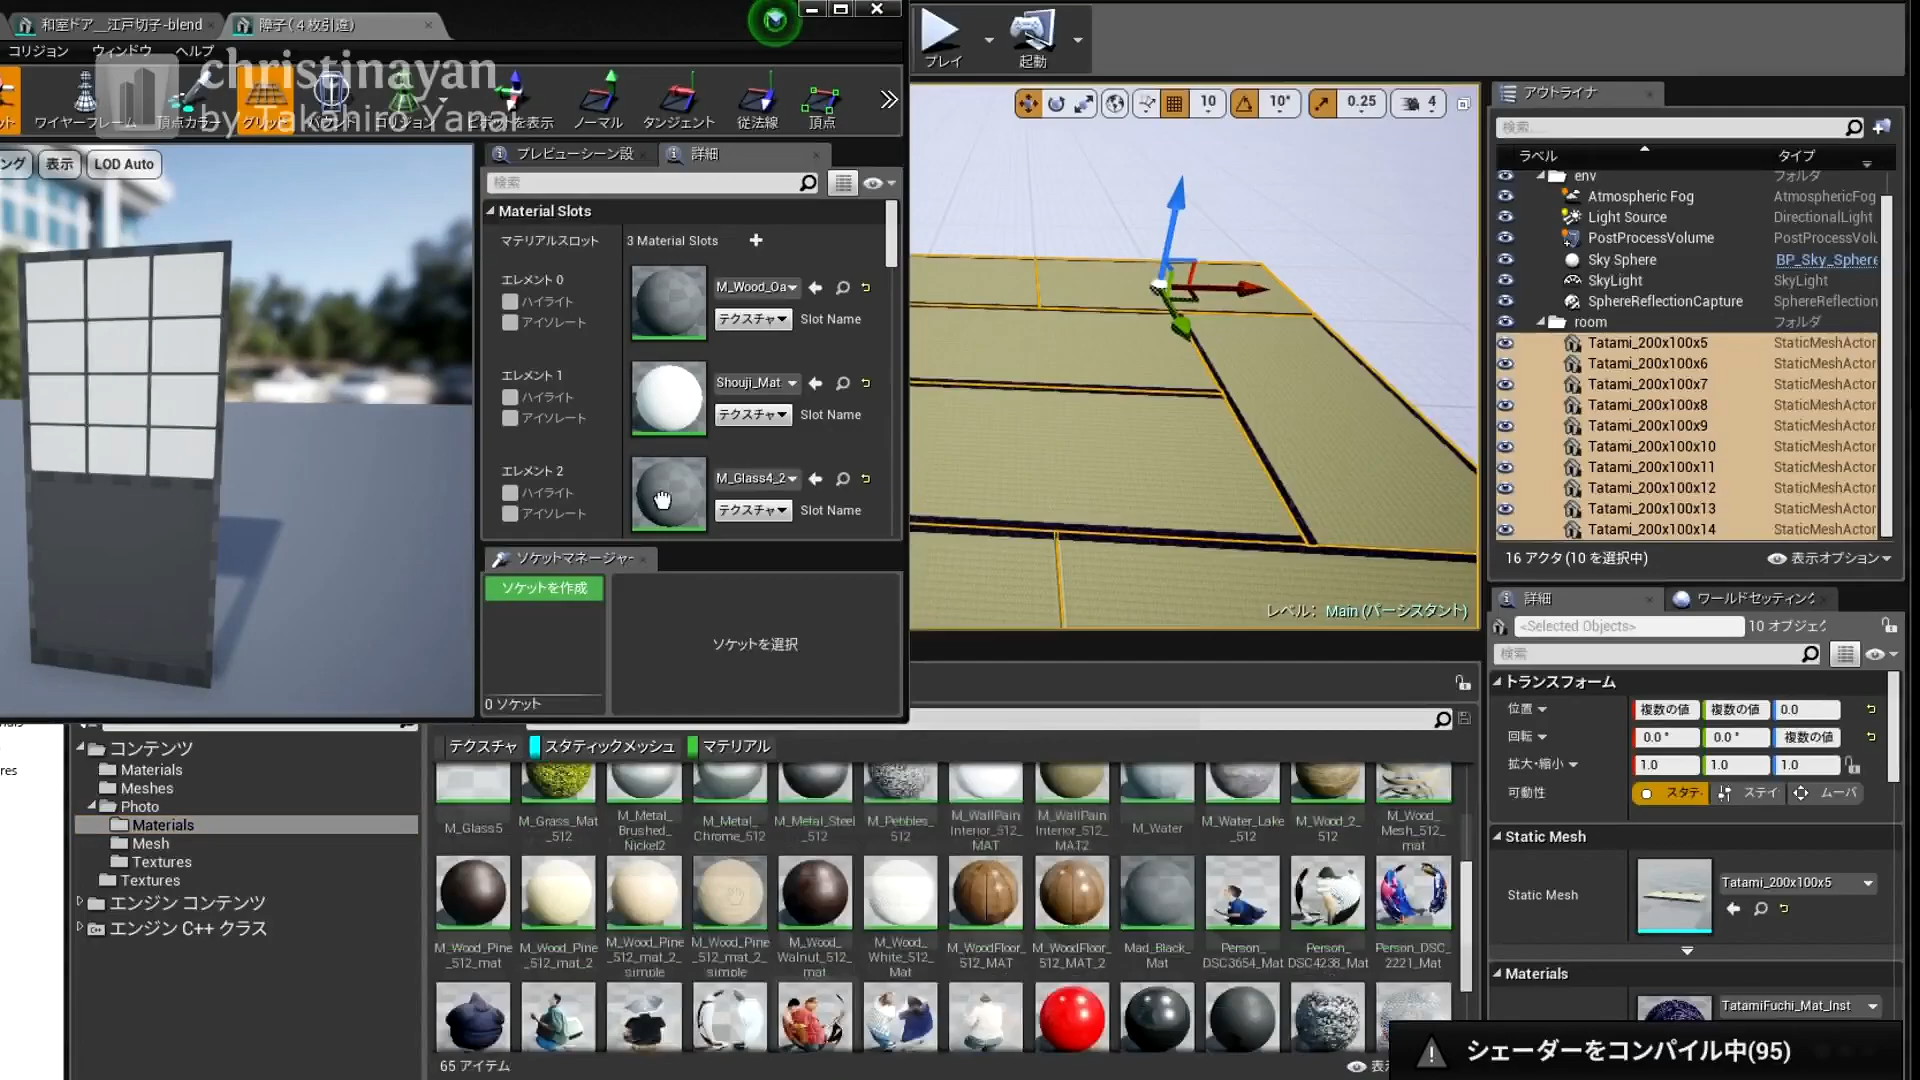 和室ドア__江戸切子-blend
障子(４枚引違)
コリジョン ウィンドウ ヘルプ
christinayan
by Takahiro Yanai
ワイヤーフレーム
頂点カラー
グリッド
バウンド
コリジョン
ピボットを表示
ノーマル
タンジェント
従法線
頂点
プレイ
起動
ング
表示
LOD Auto
プレビューシーン設
詳細
検索
Material Slots
マテリアルスロット
3 Material Slots
エレメント 0
ハイライト
アイソレート
M_Wood_Oa
テクスチャ
Slot Name
エレメント 1
ハイライト
アイソレート
Shouji_Mat
テクスチャ
Slot Name
エレメント 2
ハイライト
アイソレート
M_Glass4_2
テクスチャ
Slot Name
ソケットマネージャー
ソケットを作成
ソケットを選択
0 ソケット
10
10°
0.25
4
レベル: Main (パーシスタント)
アウトライナ
検索...
ラベル
タイプ
env フォルダ
Atmospheric Fog AtmosphericFog
Light Source DirectionalLight
PostProcessVolume PostProcessVolu
Sky Sphere BP_Sky_Sphere
SkyLight SkyLight
SphereReflectionCapture SphereReflection
room フォルダ
Tatami_200x100x5 StaticMeshActor
Tatami_200x100x6 StaticMeshActor
Tatami_200x100x7 StaticMeshActor
Tatami_200x100x8 StaticMeshActor
Tatami_200x100x9 StaticMeshActor
Tatami_200x100x10 StaticMeshActor
Tatami_200x100x11 StaticMeshActor
Tatami_200x100x12 StaticMeshActor
Tatami_200x100x13 StaticMeshActor
Tatami_200x100x14 StaticMeshActor
16 アクタ (10 を選択中)
表示オプション
詳細
ワールドセッティング
<Selected Objects>
10 オブジェク
検索
トランスフォーム
位置 複数の値 複数の値 0.0
回転 0.0 ° 0.0 ° 複数の値
拡大・縮小 1.0 1.0 1.0
可動性 スタテ ステイ ムーバ
Static Mesh
Static Mesh
Tatami_200x100x5
Materials
TatamiFuchi_Mat_Inst
シェーダーをコンパイル中(95)
res
コンテンツ
Materials
Meshes
Photo
Materials
Mesh
Textures
Textures
エンジン コンテンツ
エンジン C++ クラス
テクスチャ
スタティックメッシュ
マテリアル
M_Glass5
M_Grass_Mat_512
M_Metal_Brushed_Nickel2
M_Metal_Chrome_512
M_Metal_Steel_512
M_Pebbles_512
M_WallPain Interior_512_MAT
M_WallPain Interior_512_MAT2
M_Water
M_Water_Lake_512
M_Wood_2_512
M_Wood_Mesh_512_mat
M_Wood_Pine_512_mat
M_Wood_Pine_512_mat_2
M_Wood_Pine_512_mat_2_simple
M_Wood_Pine_512_mat_2_simple
M_Wood_Walnut_512_mat
M_Wood_White_512_Mat
M_WoodFloor_512_MAT
M_WoodFloor_512_MAT_2
Mad_Black_Mat
Person_DSC3654_Mat
Person_DSC4238_Mat
Person_DSC_2221_Mat
65 アイテム
表